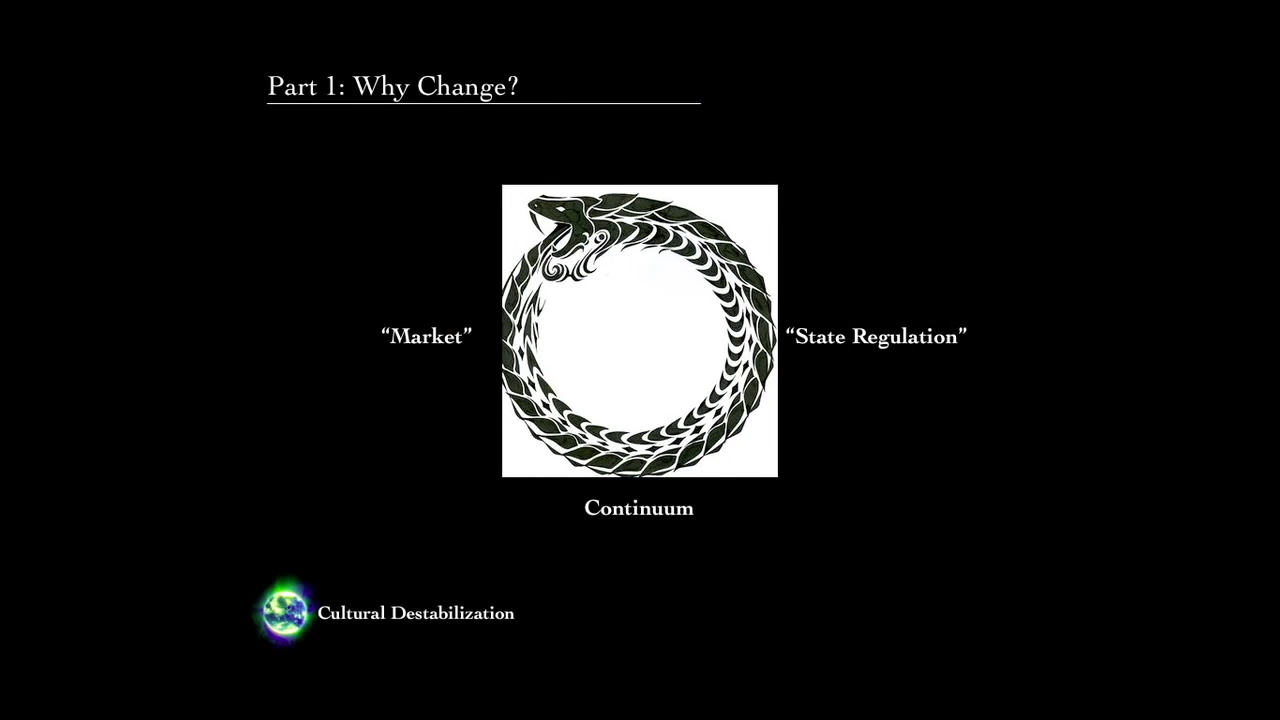 Part 1: Why Change?
“Market”
“State Regulation”
Continuum
Cultural Destabilization